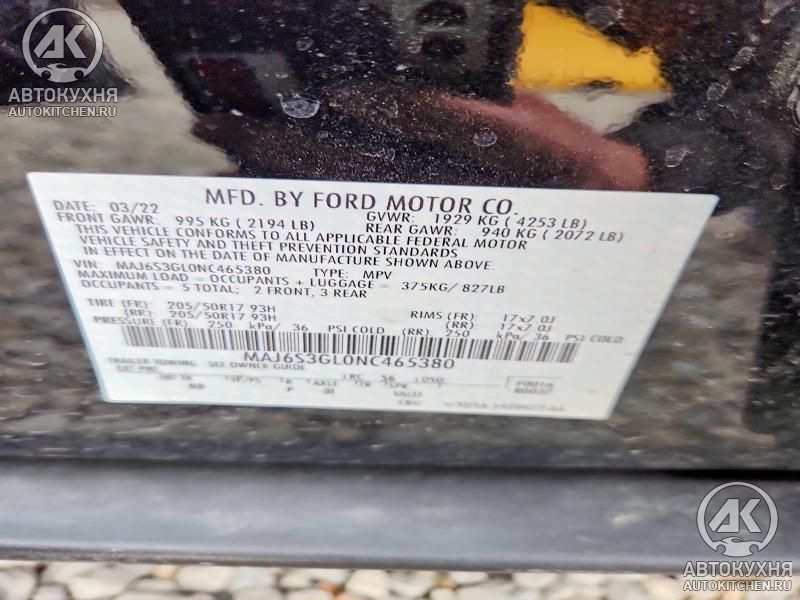 АК
АВТОКУХНЯ
AUTOKITCHEN.RU
MFD. BY FORD MOTOR CO.
DATE: 03/22 GVWR: 1929 KG ( 4253 LB)
FRONT GAWR: 995 KG ( 2194 LB) REAR GAWR: 940 KG ( 2072 LB)
THIS VEHICLE CONFORMS TO ALL APPLICABLE FEDERAL MOTOR
VEHICLE SAFETY AND THEFT PREVENTION STANDARDS
IN EFFECT ON THE DATE OF MANUFACTURE SHOWN ABOVE.
VIN: MAJ6S3GL0NC465380 TYPE: MPV
MAXIMUM LOAD = OCCUPANTS + LUGGAGE = 375KG/ 827LB
OCCUPANTS = 5 TOTAL; 2 FRONT, 3 REAR
TIRE (FR): 205/50R17 93H RIMS (FR): 17x7.0J
(RR): 205/50R17 93H (RR): 17x7.0J
PRESSURE (FR) 250 kPa/ 36 PSI COLD (RR) 250 kPa/ 36 PSI COLD
MAJ6S3GL0NC465380
TRAILER TOWING - SEE OWNER GUIDE
EXT PNT
АК
АВТОКУХНЯ
AUTOKITCHEN.RU